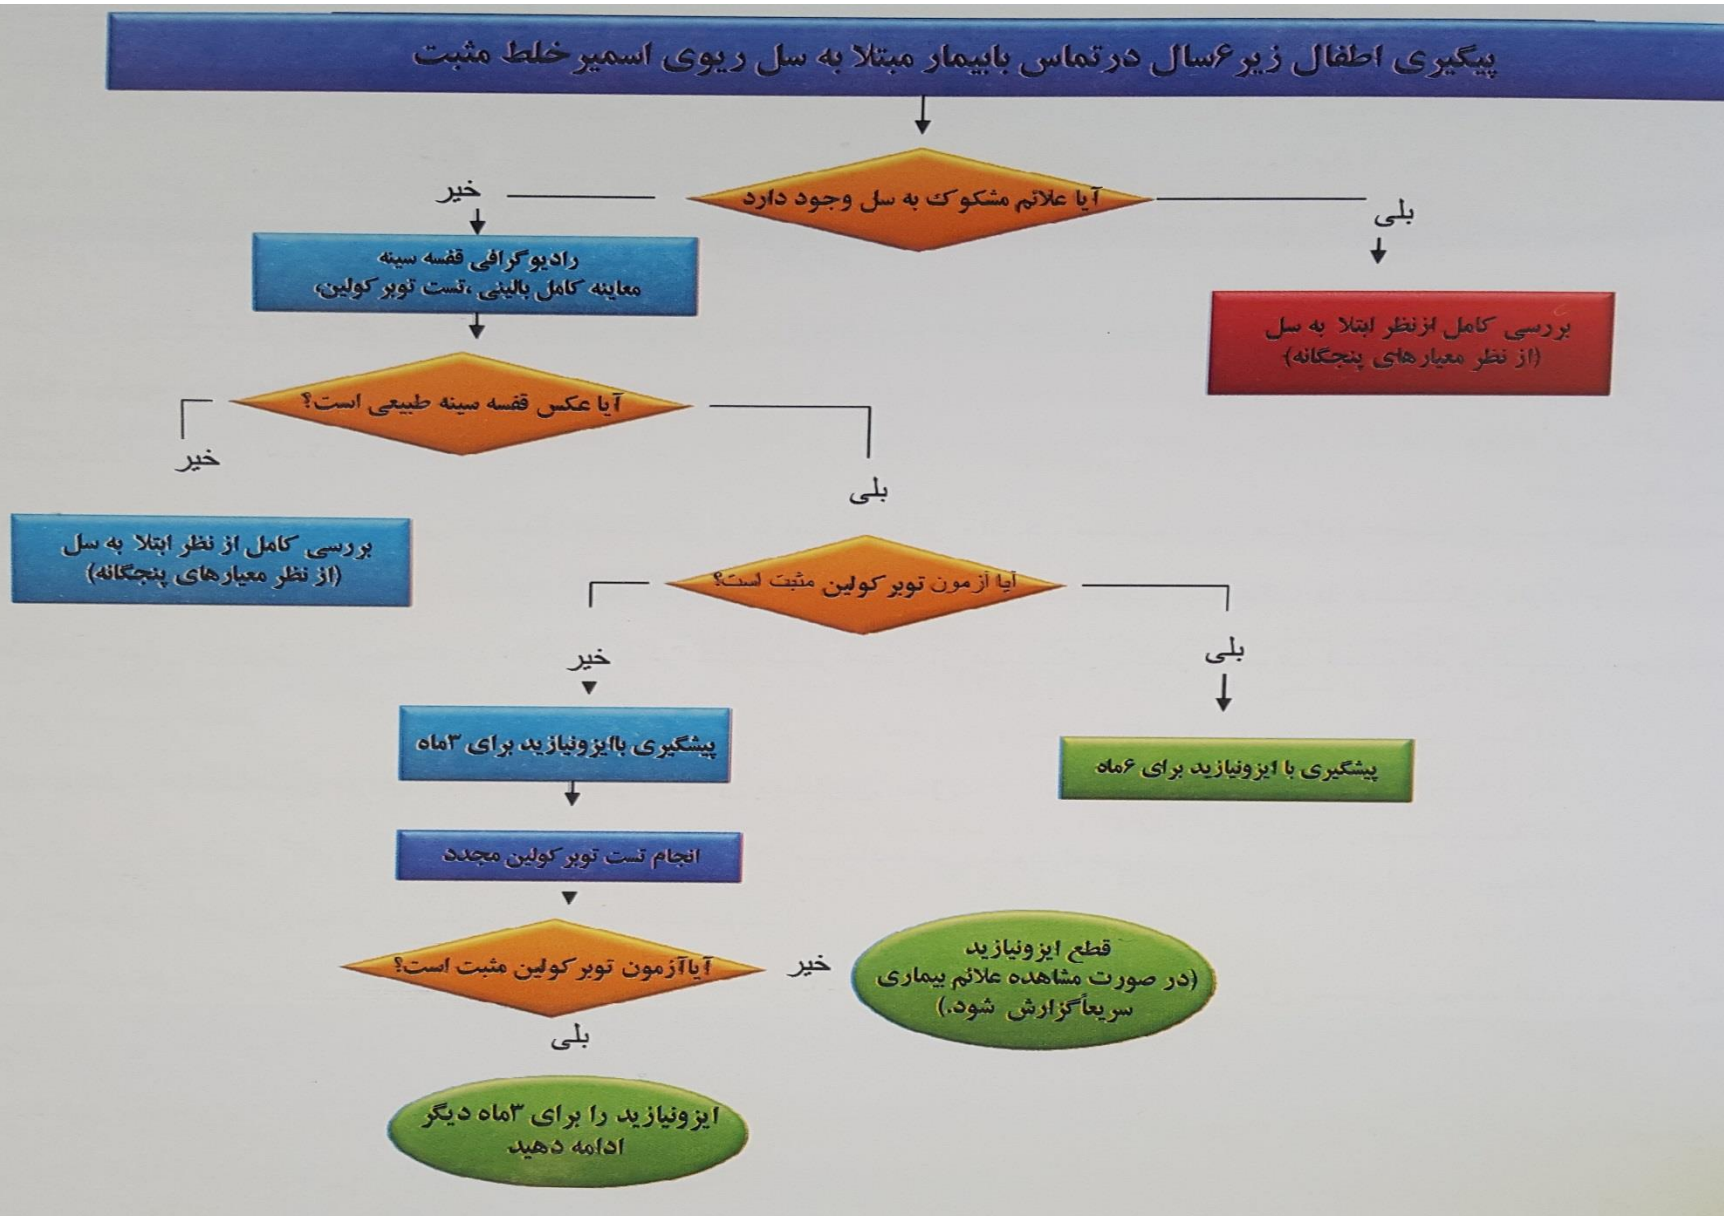 پیگیری اطفال زیر ۶سال درتماس بابیمار مبتلا به سل ریوی اسمیر خلط مثبت
آیا علائم مشکوک به سل وجود دارد
خیر
بلی
رادیوگرافی قفسه سینه
معاینه کامل بالینی ،تست توبرکولین،
بررسی کامل ازنظر ابتلا به سل
(از نظر معیارهای پنجگانه)
آیا عکس قفسه سینه طبیعی است؟
خیر
بلی
بررسی کامل از نظر ابتلا به سل
(از نظر معیارهای پنجگانه)
آیا آزمون توبرکولین مثبت است؟
خیر
بلی
پیشگیری باایزونیازید برای ۳ماه
پیشگیری با ایزونیازید برای ۶ماه
انجام تست توبرکولین مجدد
آیاآزمون توبرکولین مثبت است؟
خیر
قطع ایزونیازید
(در صورت مشاهده علائم بیماری
سریعاًگزارش شود.)
بلی
ایزونیازید را برای ۳ماه دیگر
ادامه دهید